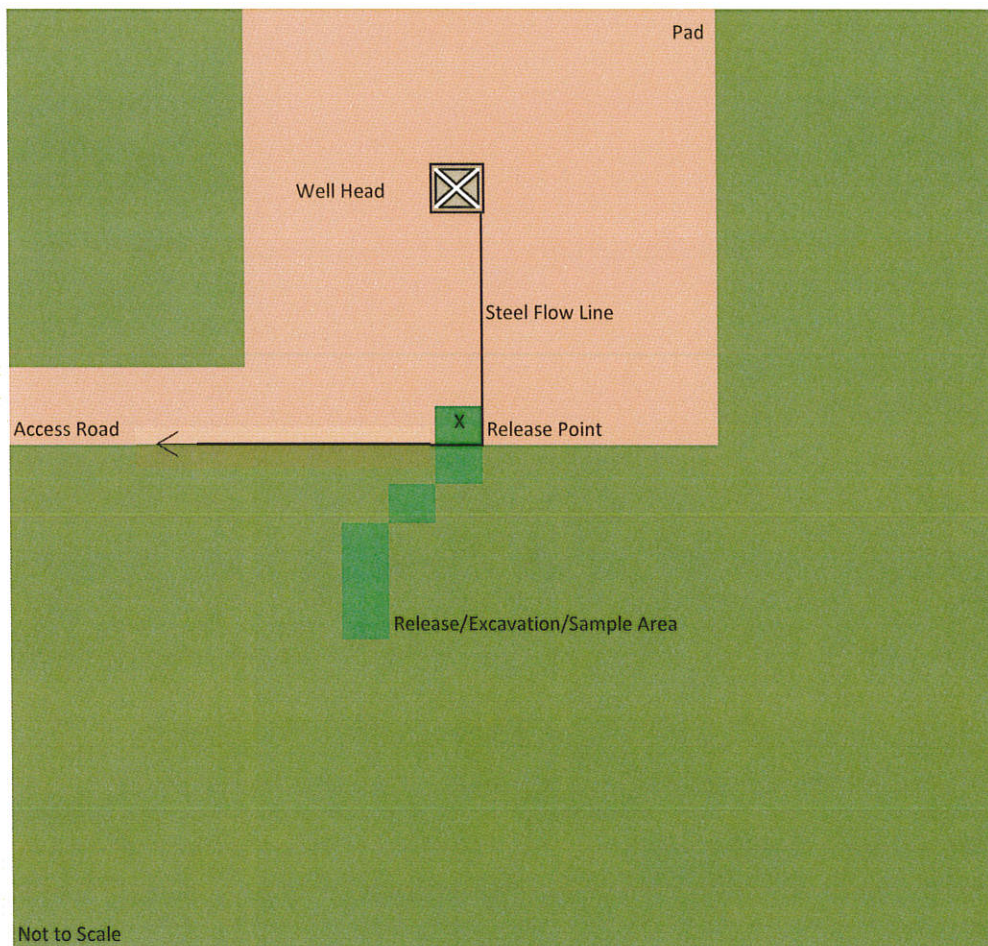 Pad
Well Head
Steel Flow Line
X
Access Road
Release Point
Release/Excavation/Sample Area
Not to Scale